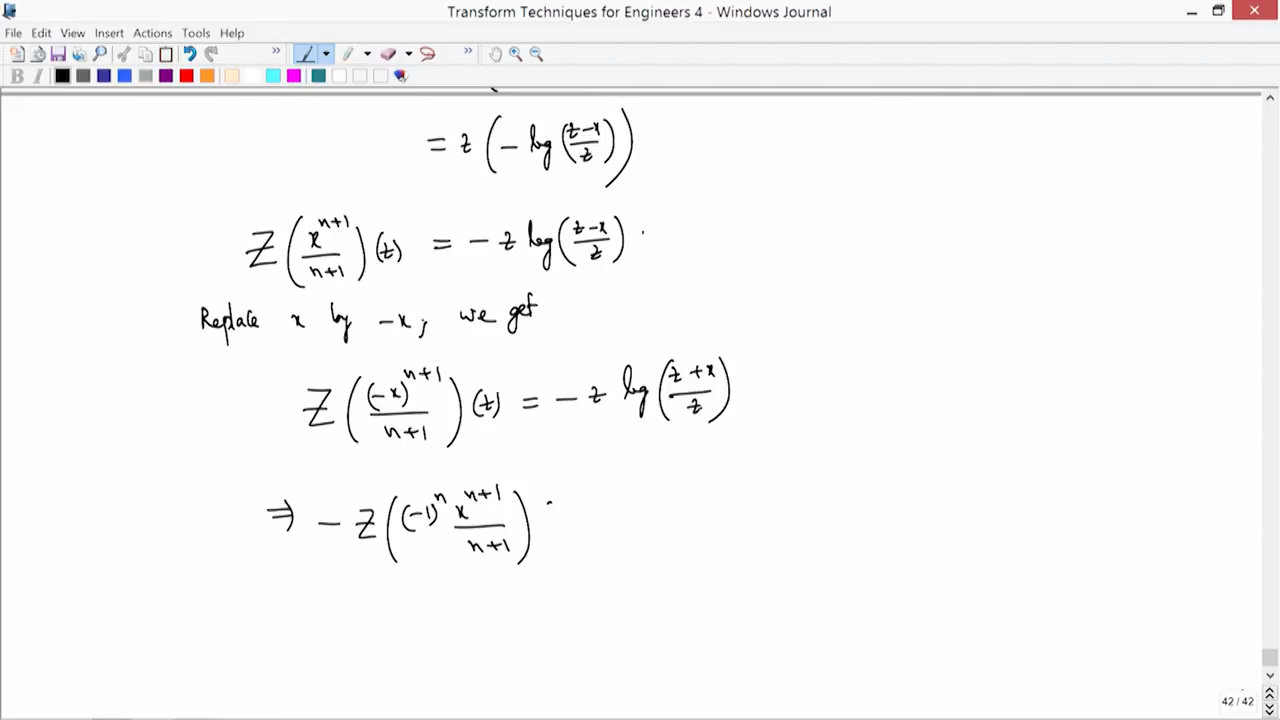 Transform Techniques for Engineers 4 - Windows Journal
File Edit View Insert Actions Tools Help
= z (- log ((z-x)/z))
Z (x^{n+1}/(n+1)) (z) = - z log ((z-x)/z).
Replace x by -x; we get
Z ((-x)^{n+1}/(n+1)) (z) = - z log ((z+x)/z)
⇒ - Z ((-1)^n x^{n+1}/(n+1))
42 / 42